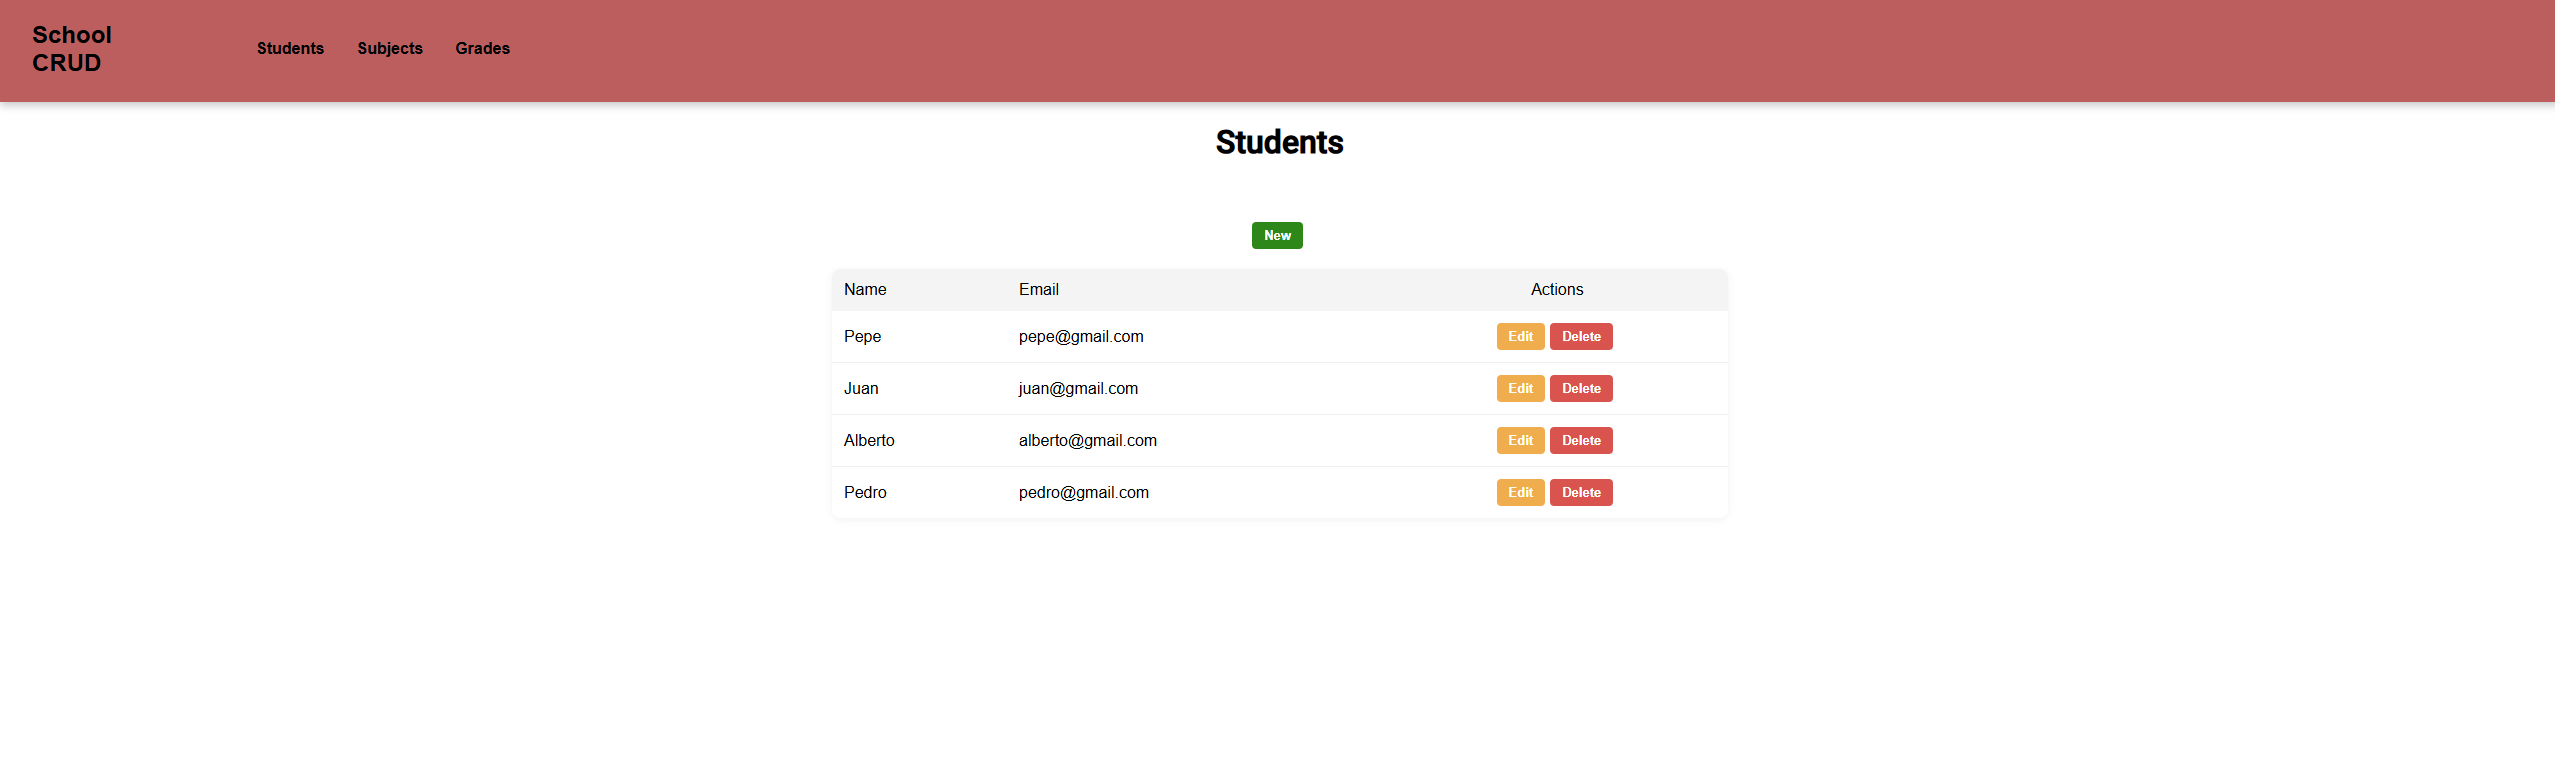 School
CRUD
Students Subjects Grades
Students
New
Name Email Actions
Pepe pepe@gmail.com Edit Delete
Juan juan@gmail.com Edit Delete
Alberto alberto@gmail.com Edit Delete
Pedro pedro@gmail.com Edit Delete